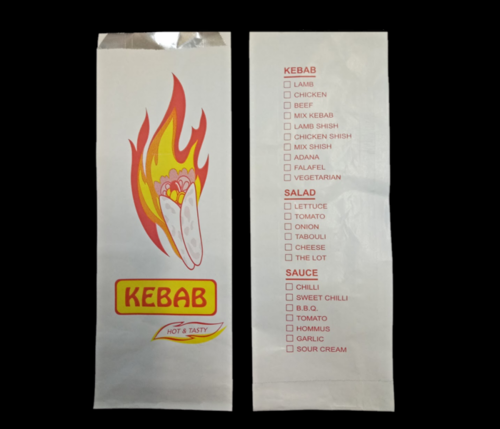 KEBAB
HOT & TASTY
KEBAB
LAMB
CHICKEN
BEEF
MIX KEBAB
LAMB SHISH
CHICKEN SHISH
MIX SHISH
ADANA
FALAFEL
VEGETARIAN
SALAD
LETTUCE
TOMATO
ONION
TABOULI
CHEESE
THE LOT
SAUCE
CHILLI
SWEET CHILLI
B.B.Q.
TOMATO
HOMMUS
GARLIC
SOUR CREAM